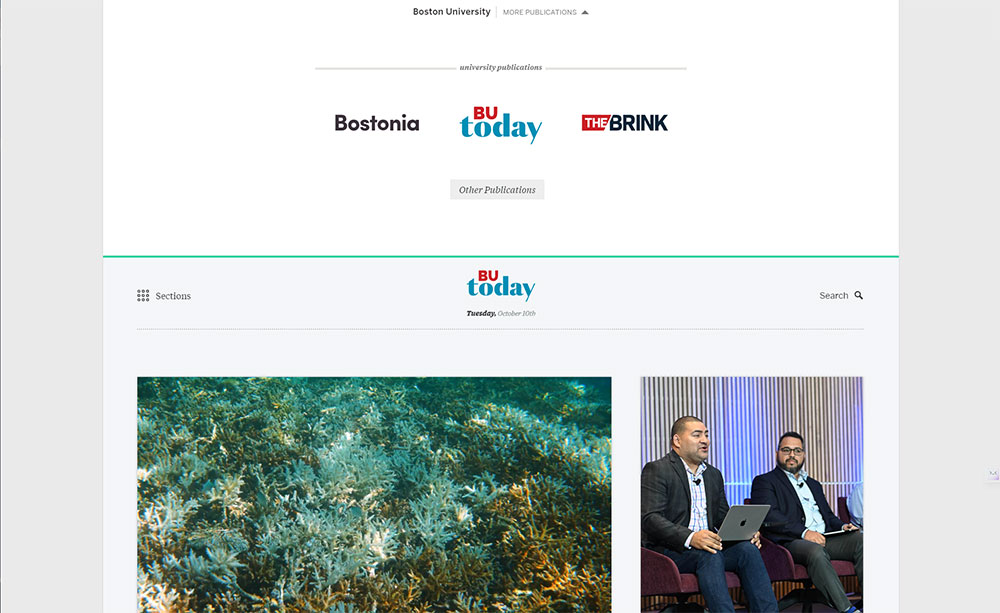 Boston University MORE PUBLICATIONS
university publications
Bostonia
BU
today
THE BRINK
Other Publications
Sections
BU
today
Search
Tuesday, October 10th